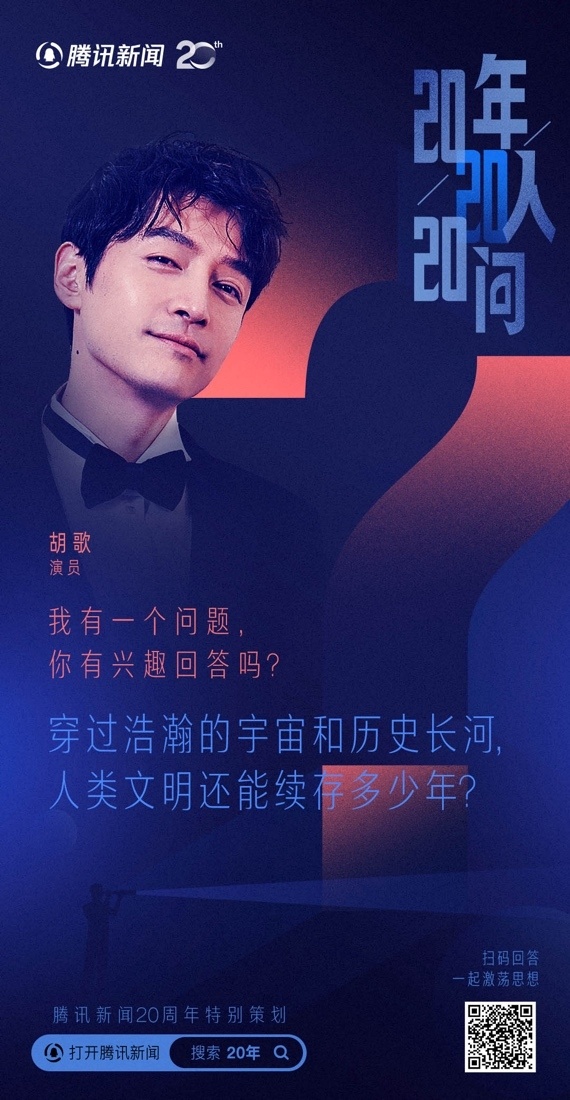 腾讯新闻 20th
20年
20人
20问
胡歌
演员
我有一个问题，
你有兴趣回答吗？
穿过浩瀚的宇宙和历史长河，
人类文明还能续存多少年？
扫码回答
一起激荡思想
腾讯新闻20周年特别策划
打开腾讯新闻 搜索 20年